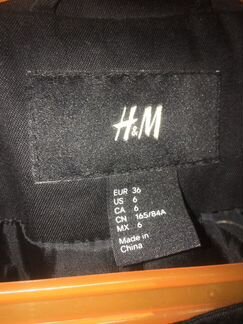 H&M
EUR 36
US 6
CA 6
CN 165/84A
MX 6
Made in
China